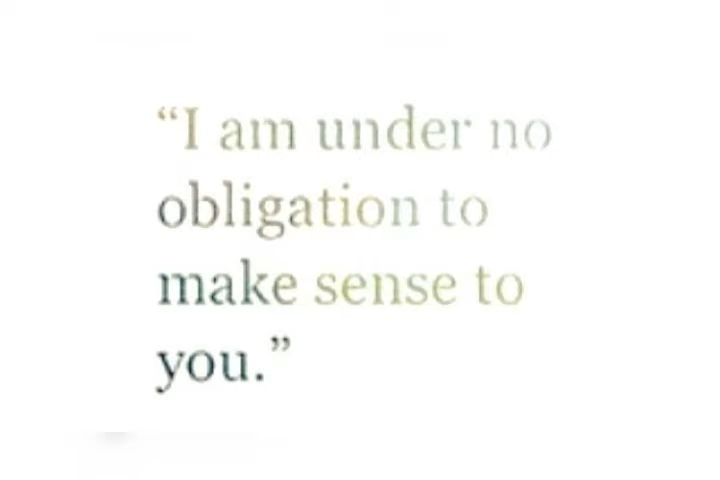 “I am under no
obligation to
make sense to
you.”